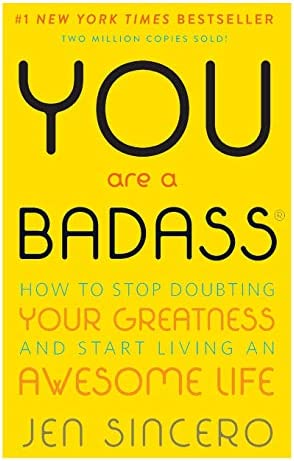 #1 NEW YORK TIMES BESTSELLER
TWO MILLION COPIES SOLD!
YOU
are a
BADASS®
HOW TO STOP DOUBTING
YOUR GREATNESS
AND START LIVING AN
AWESOME LIFE
JEN SINCERO